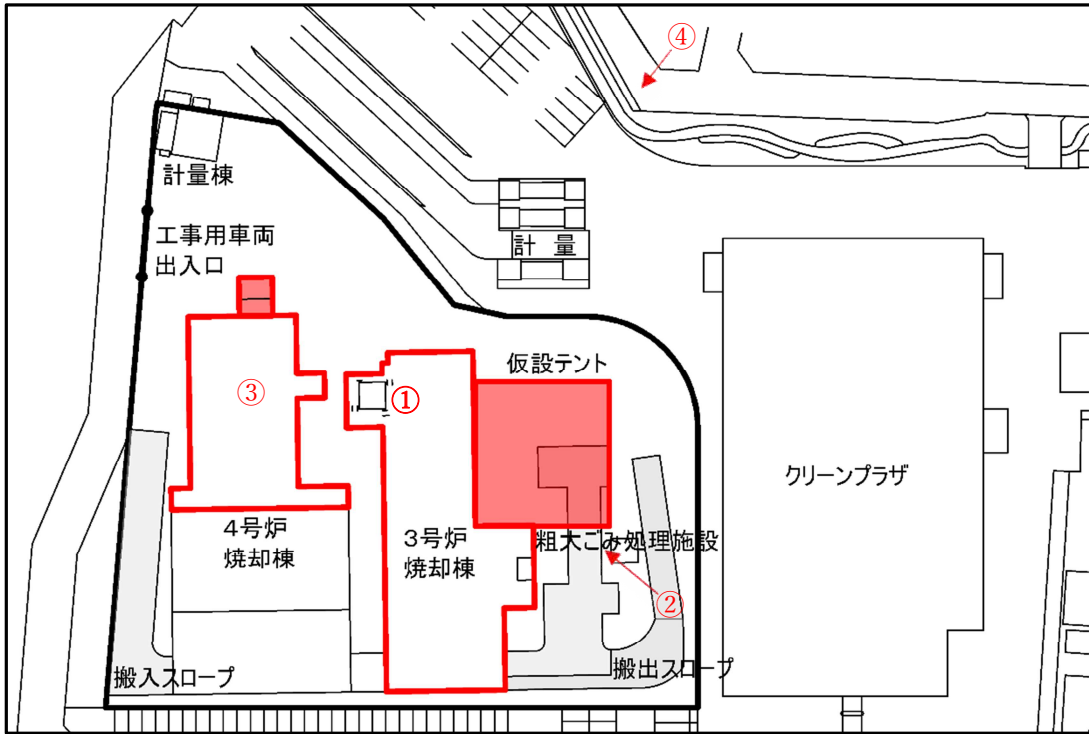 ④
計量棟
工事用車両
出入口
計 量
仮設テント
③
①
クリーンプラザ
4号炉
焼却棟
3号炉
焼却棟
粗大ごみ処理施設
②
搬入スロープ
搬出スロープ